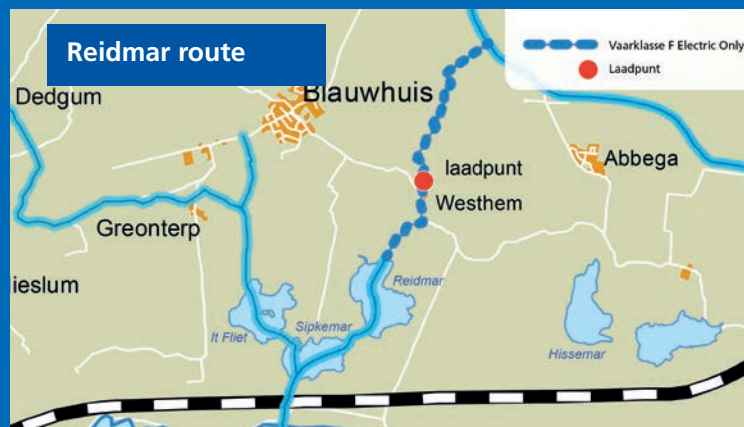 Reidmar route
Vaarklasse F Electric Only
Laadpunt
Dedgum
Blauwhuis
Abbega
laadpunt
Westhem
Greonterp
ieslum
Reidmar
It Fliet
Sipkemar
Hissemar